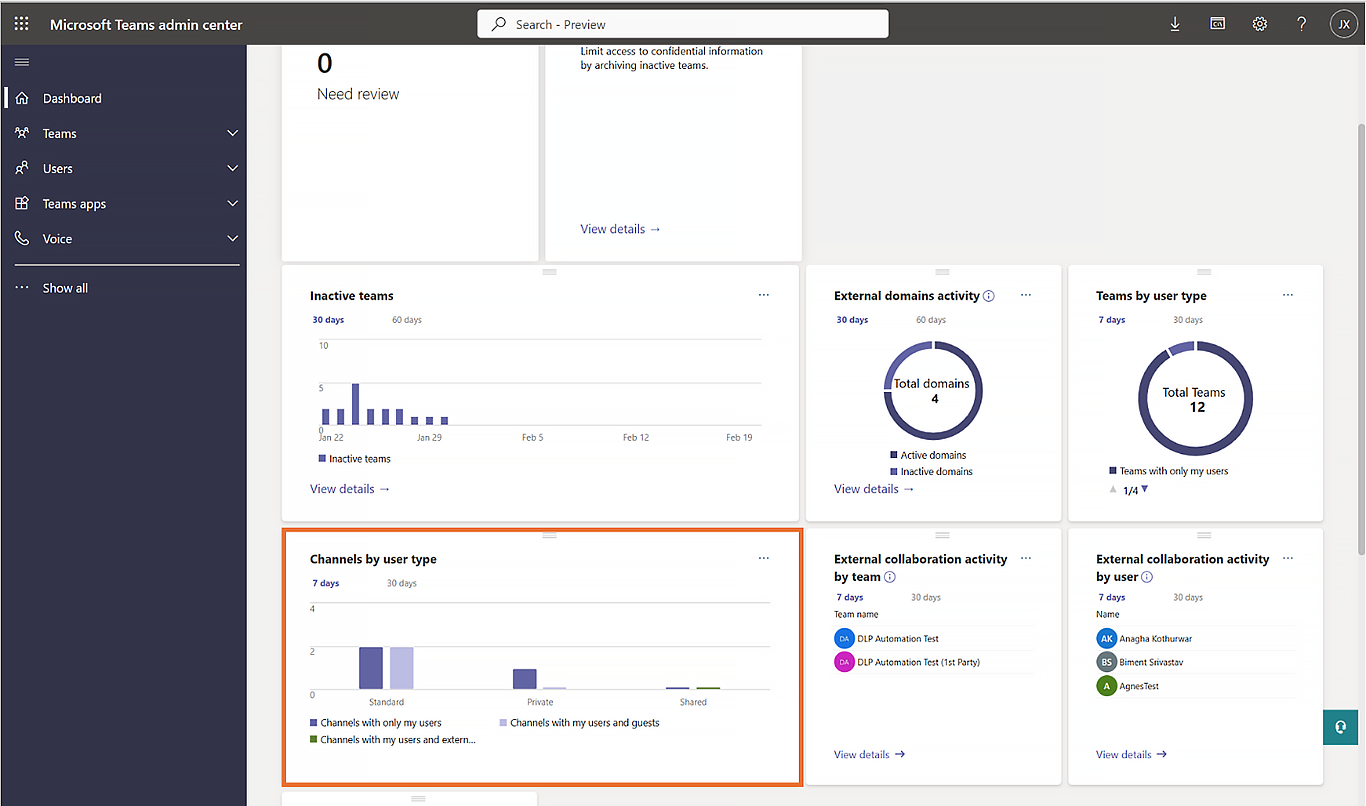 Microsoft Teams admin center
Search - Preview
JX
Dashboard
Teams
Users
Teams apps
Voice
Show all
0
Need review
Limit access to confidential information
by archiving inactive teams.
View details →
Inactive teams
30 days 60 days
10
5
0
Jan 22 Jan 29 Feb 5 Feb 12 Feb 19
Inactive teams
View details →
External domains activity
30 days 60 days
Total domains
4
Active domains
Inactive domains
View details →
Teams by user type
7 days 30 days
Total Teams
12
Teams with only my users
1/4
Channels by user type
7 days 30 days
4
2
0
Standard Private Shared
Channels with only my users Channels with my users and guests
Channels with my users and extern...
External collaboration activity
by team
7 days 30 days
Team name
DA DLP Automation Test
DA DLP Automation Test (1st Party)
View details →
External collaboration activity
by user
7 days 30 days
Name
AK Anagha Kothurwar
BS Biment Srivastav
A AgnesTest
View details →